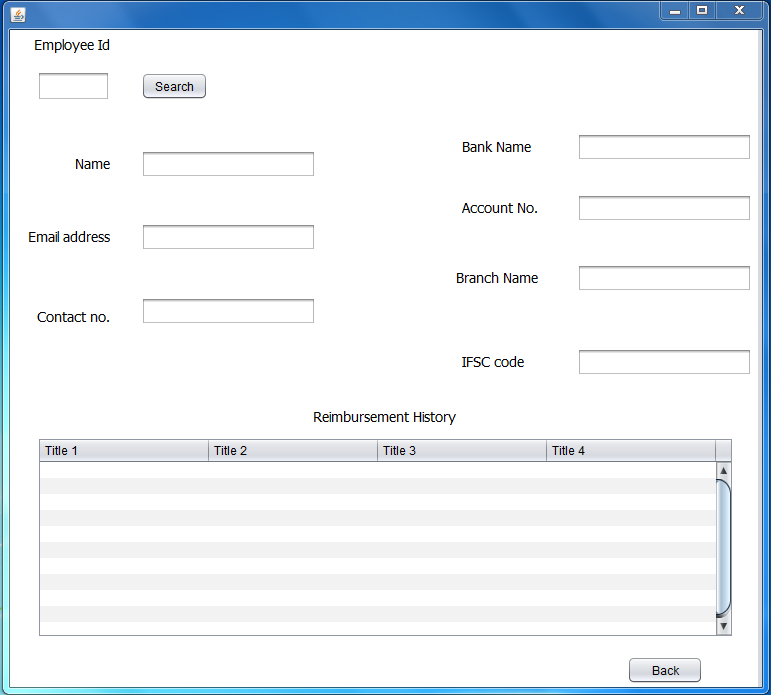 Employee Id
Search
Name
Email address
Contact no.
Bank Name
Account No.
Branch Name
IFSC code
Reimbursement History
Title 1 Title 2 Title 3 Title 4
Back